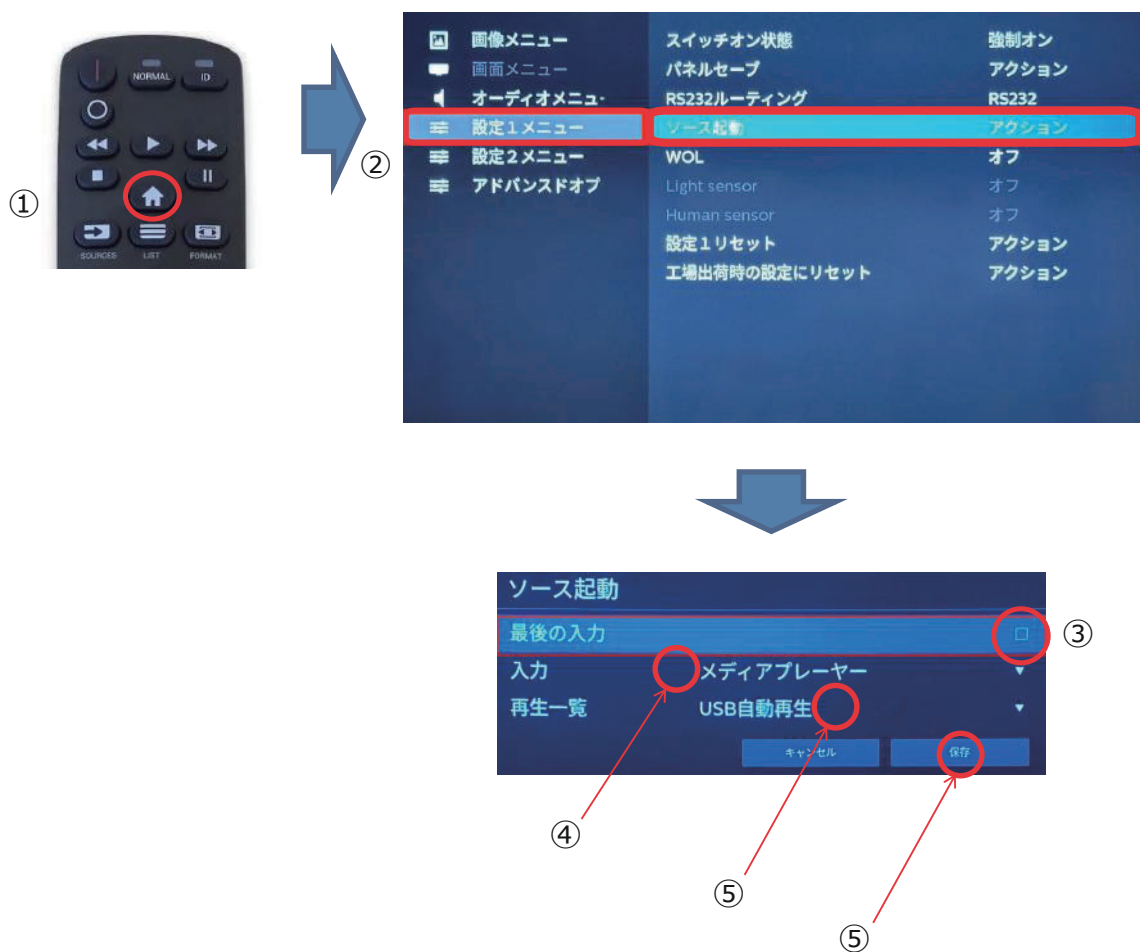 NORMAL
ID
①
SOURCES
LIST
FORMAT
②
画像メニュー
スイッチオン状態
強制オン
画面メニュー
パネルセーブ
アクション
オーディオメニュ-
RS232ルーティング
RS232
設定１メニュー
ソース起動
アクション
設定２メニュー
WOL
オフ
アドバンスドオプ
Light sensor
オフ
Human sensor
オフ
設定１リセット
アクション
工場出荷時の設定にリセット
アクション
ソース起動
最後の入力
③
入力
メディアプレーヤー
再生一覧
USB自動再生
キャンセル
保存
④
⑤
⑤